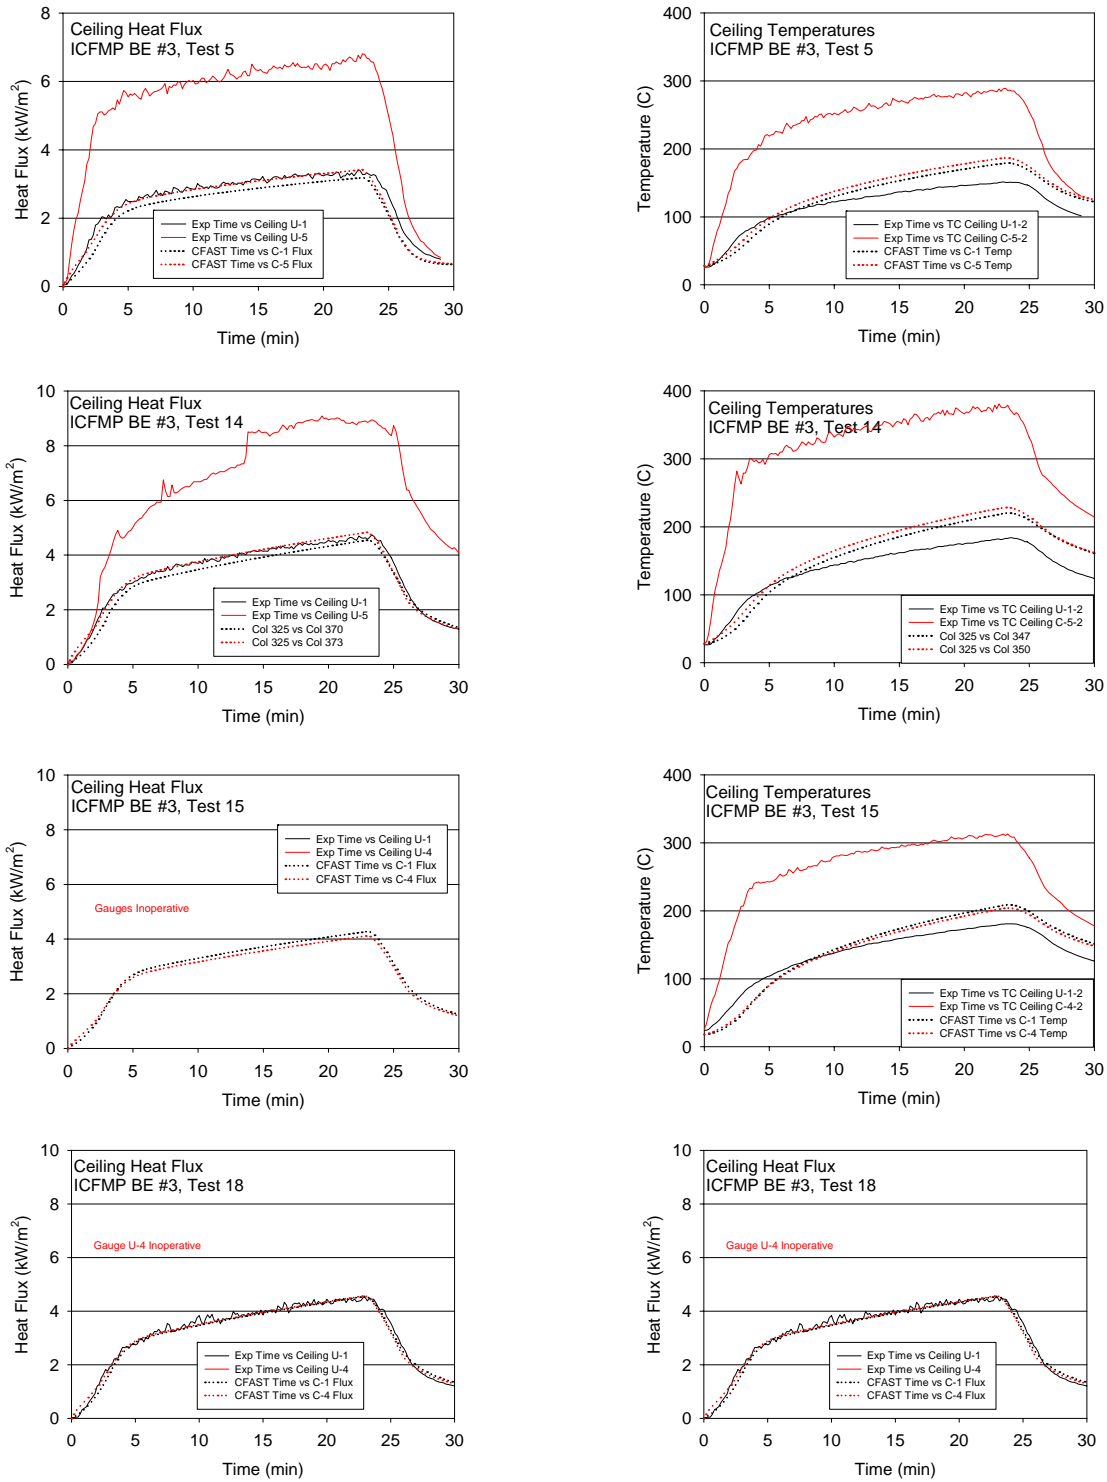 Ceiling Heat Flux
ICFMP BE #3, Test 5
Heat Flux (kW/m²)
8
6
4
2
0
Exp Time vs Ceiling U-1
Exp Time vs Ceiling U-5
CFAST Time vs C-1 Flux
CFAST Time vs C-5 Flux
0 5 10 15 20 25 30
Time (min)
Ceiling Temperatures
ICFMP BE #3, Test 5
Temperature (C)
400
300
200
100
0
Exp Time vs TC Ceiling U-1-2
Exp Time vs TC Ceiling C-5-2
CFAST Time vs C-1 Temp
CFAST Time vs C-5 Temp
0 5 10 15 20 25 30
Time (min)
Ceiling Heat Flux
ICFMP BE #3, Test 14
Heat Flux (kW/m²)
10
8
6
4
2
0
Exp Time vs Ceiling U-1
Exp Time vs Ceiling U-5
Col 325 vs Col 370
Col 325 vs Col 373
0 5 10 15 20 25 30
Time (min)
Ceiling Temperatures
ICFMP BE #3, Test 14
Temperature (C)
400
300
200
100
0
Exp Time vs TC Ceiling U-1-2
Exp Time vs TC Ceiling C-5-2
Col 325 vs Col 347
Col 325 vs Col 350
0 5 10 15 20 25 30
Time (min)
Ceiling Heat Flux
ICFMP BE #3, Test 15
Heat Flux (kW/m²)
10
8
6
4
2
0
Exp Time vs Ceiling U-1
Exp Time vs Ceiling U-4
CFAST Time vs C-1 Flux
CFAST Time vs C-4 Flux
Gauges Inoperative
0 5 10 15 20 25 30
Time (min)
Ceiling Temperatures
ICFMP BE #3, Test 15
Temperature (C)
400
300
200
100
0
Exp Time vs TC Ceiling U-1-2
Exp Time vs TC Ceiling C-4-2
CFAST Time vs C-1 Temp
CFAST Time vs C-4 Temp
0 5 10 15 20 25 30
Time (min)
Ceiling Heat Flux
ICFMP BE #3, Test 18
Heat Flux (kW/m²)
10
8
6
4
2
0
Gauge U-4 Inoperative
Exp Time vs Ceiling U-1
Exp Time vs Ceiling U-4
CFAST Time vs C-1 Flux
CFAST Time vs C-4 Flux
0 5 10 15 20 25 30
Time (min)
Ceiling Heat Flux
ICFMP BE #3, Test 18
Heat Flux (kW/m²)
10
8
6
4
2
0
Gauge U-4 Inoperative
Exp Time vs Ceiling U-1
Exp Time vs Ceiling U-4
CFAST Time vs C-1 Flux
CFAST Time vs C-4 Flux
0 5 10 15 20 25 30
Time (min)